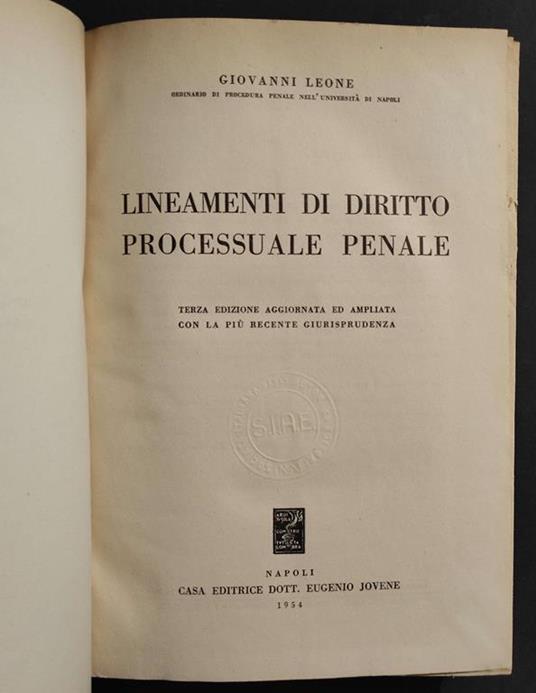 GIOVANNI LEONE
ORDINARIO DI PROCEDURA PENALE NELL'UNIVERSITÀ DI NAPOLI
LINEAMENTI DI DIRITTO
PROCESSUALE PENALE
TERZA EDIZIONE AGGIORNATA ED AMPLIATA
CON LA PIÙ RECENTE GIURISPRUDENZA
S.I.A.E.
NAPOLI
CASA EDITRICE DOTT. EUGENIO JOVENE
1954